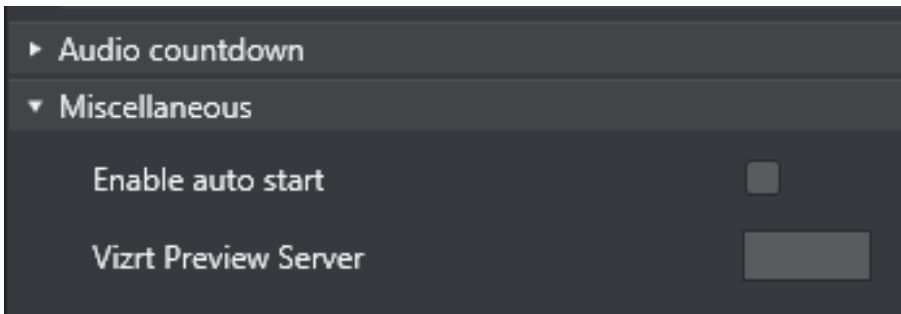 Audio countdown
Miscellaneous
Enable auto start
Vizrt Preview Server